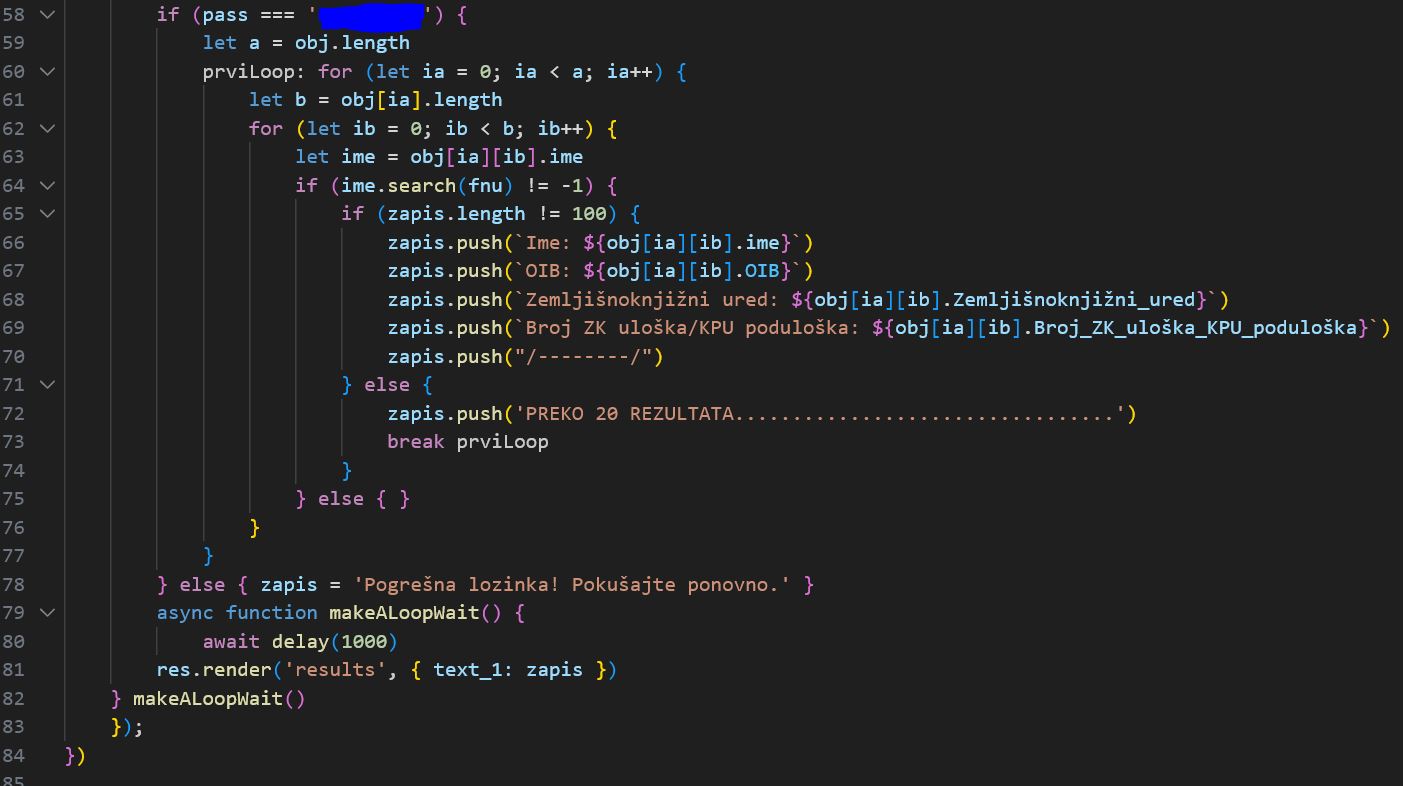 58 if (pass === '') {
59 let a = obj.length
60 prviLoop: for (let ia = 0; ia < a; ia++) {
61 let b = obj[ia].length
62 for (let ib = 0; ib < b; ib++) {
63 let ime = obj[ia][ib].ime
64 if (ime.search(fnu) != -1) {
65 if (zapis.length != 100) {
66 zapis.push(`Ime: ${obj[ia][ib].ime}`)
67 zapis.push(`OIB: ${obj[ia][ib].OIB}`)
68 zapis.push(`Zemljišnoknjižni ured: ${obj[ia][ib].Zemljišnoknjižni_ured}`)
69 zapis.push(`Broj ZK uloška/KPU poduloška: ${obj[ia][ib].Broj_ZK_uloška_KPU_poduloška}`)
70 zapis.push("/--------/")
71 } else {
72 zapis.push('PREKO 20 REZULTATA.................................')
73 break prviLoop
74 }
75 } else { }
76 }
77 }
78 } else { zapis = 'Pogrešna lozinka! Pokušajte ponovno.' }
79 async function makeALoopWait() {
80 await delay(1000)
81 res.render('results', { text_1: zapis })
82 } makeALoopWait()
83 });
84 })
85